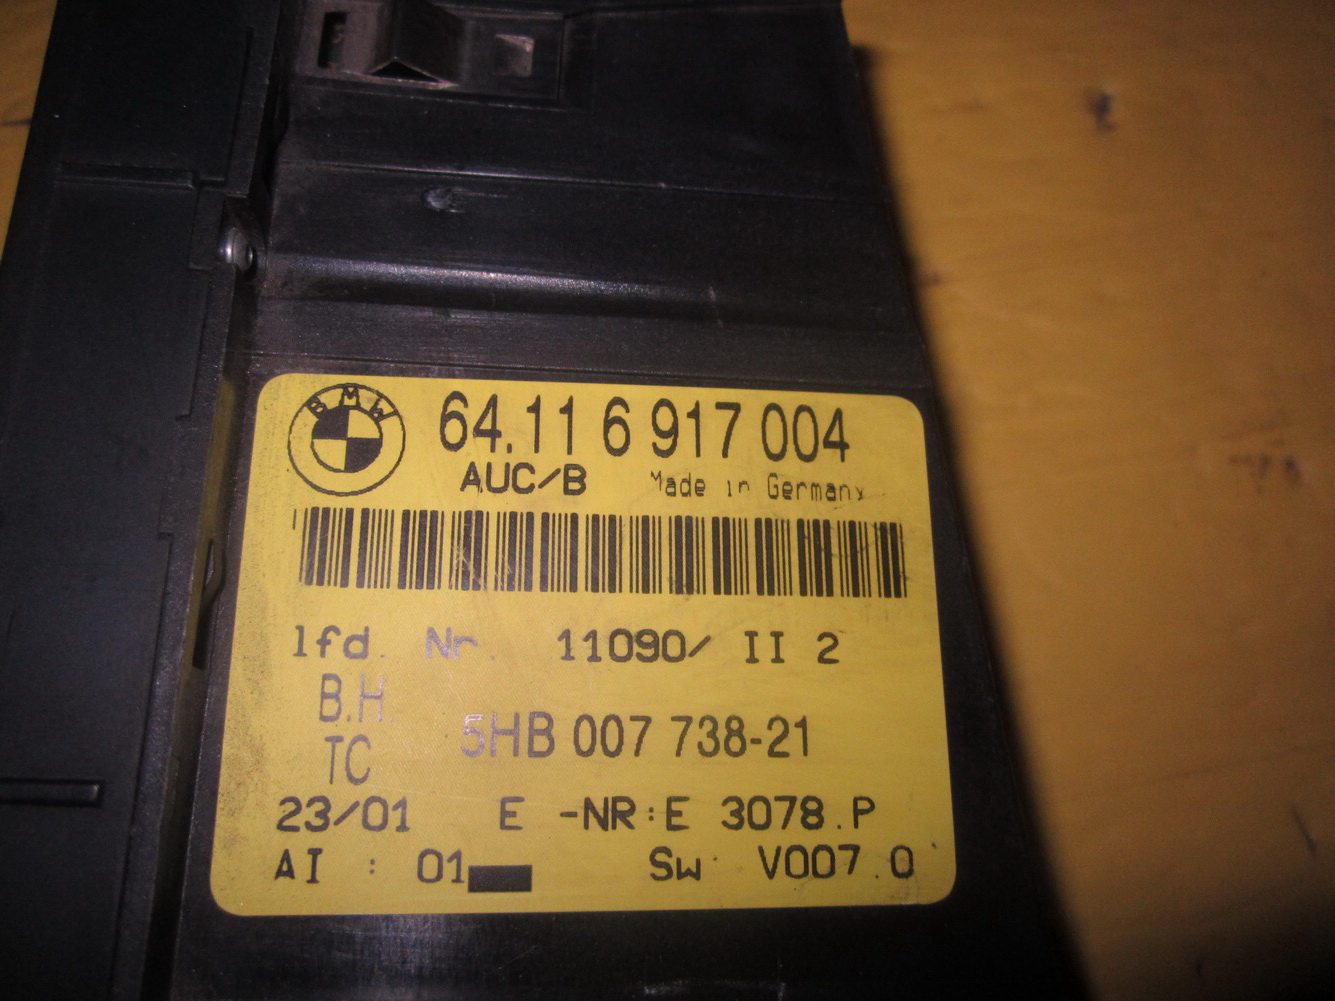 BMW
64.11 6 917 004
AUC/B Made in Germany
lfd. Nr. 11090/ II 2
B.H.
5HB 007 738-21
TC
23/01 E -NR:E 3078.P
AI : 01 Sw: V007.0